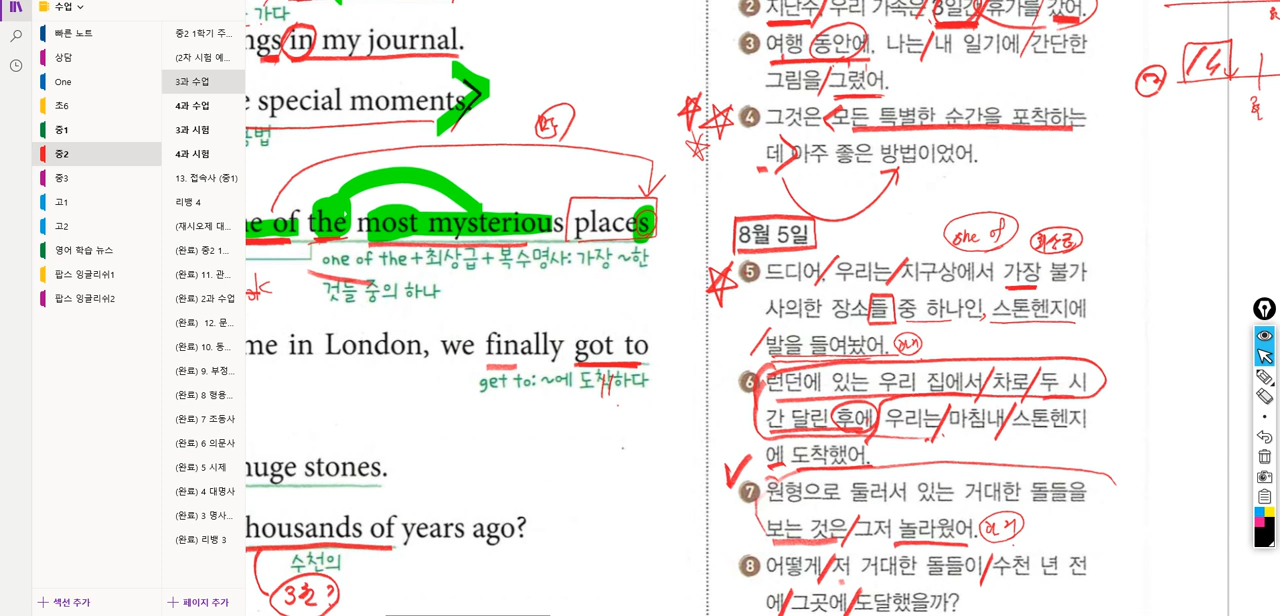 수업
빠른 노트
상담
One
초6
중1
중2
중3
고1
고2
영어 학습 뉴스
팝스 잉글리쉬1
팝스 잉글리쉬2
섹션 추가
중2 1학기 주...
(2차 시험 예...
3과 수업
4과 수업
3과 시험
4과 시험
13. 접속사 (중1)
리뱅 4
(재시오제 대...
(완료) 중2 1...
(완료) 11. 관...
(완료) 2과 수업
(완료) 12. 문...
(완료) 10. 동...
(완료) 9. 부정...
(완료) 8 형용...
(완료) 7 조동사
(완료) 6 의문사
(완료) 5 시제
(완료) 4 대명사
(완료) 3 명사...
(완료) 리뱅 3
페이지 추가
가다
ngs in my journal.
special moments.
of the most mysterious places
one of the + 최상급 + 복수명사: 가장 ~한
것들 중의 하나
me in London, we finally got to
get to: ~에 도착하다
huge stones.
housands of years ago?
수천의
3권?
② 지난주, 우리 가족은 3일간 휴가를 갔어.
③ 여행 동안에, 나는 내 일기에 간단한
그림을 그렸어.
④ 그것은 모든 특별한 순간을 포착하는
데 아주 좋은 방법이었어.
8월 5일
one of
최상급
⑤ 드디어, 우리는 지구상에서 가장 불가
사의한 장소들 중 하나인, 스톤헨지에
발을 들여놨어.
⑥ 런던에 있는 우리 집에서 차로 두 시
간 달린 후에, 우리는 마침내 스톤헨지
에 도착했어.
⑦ 원형으로 둘러서 있는 거대한 돌들을
보는 것은 그저 놀라웠어.
⑧ 어떻게 저 거대한 돌들이 수천 년 전
에 그곳에 도달했을까?